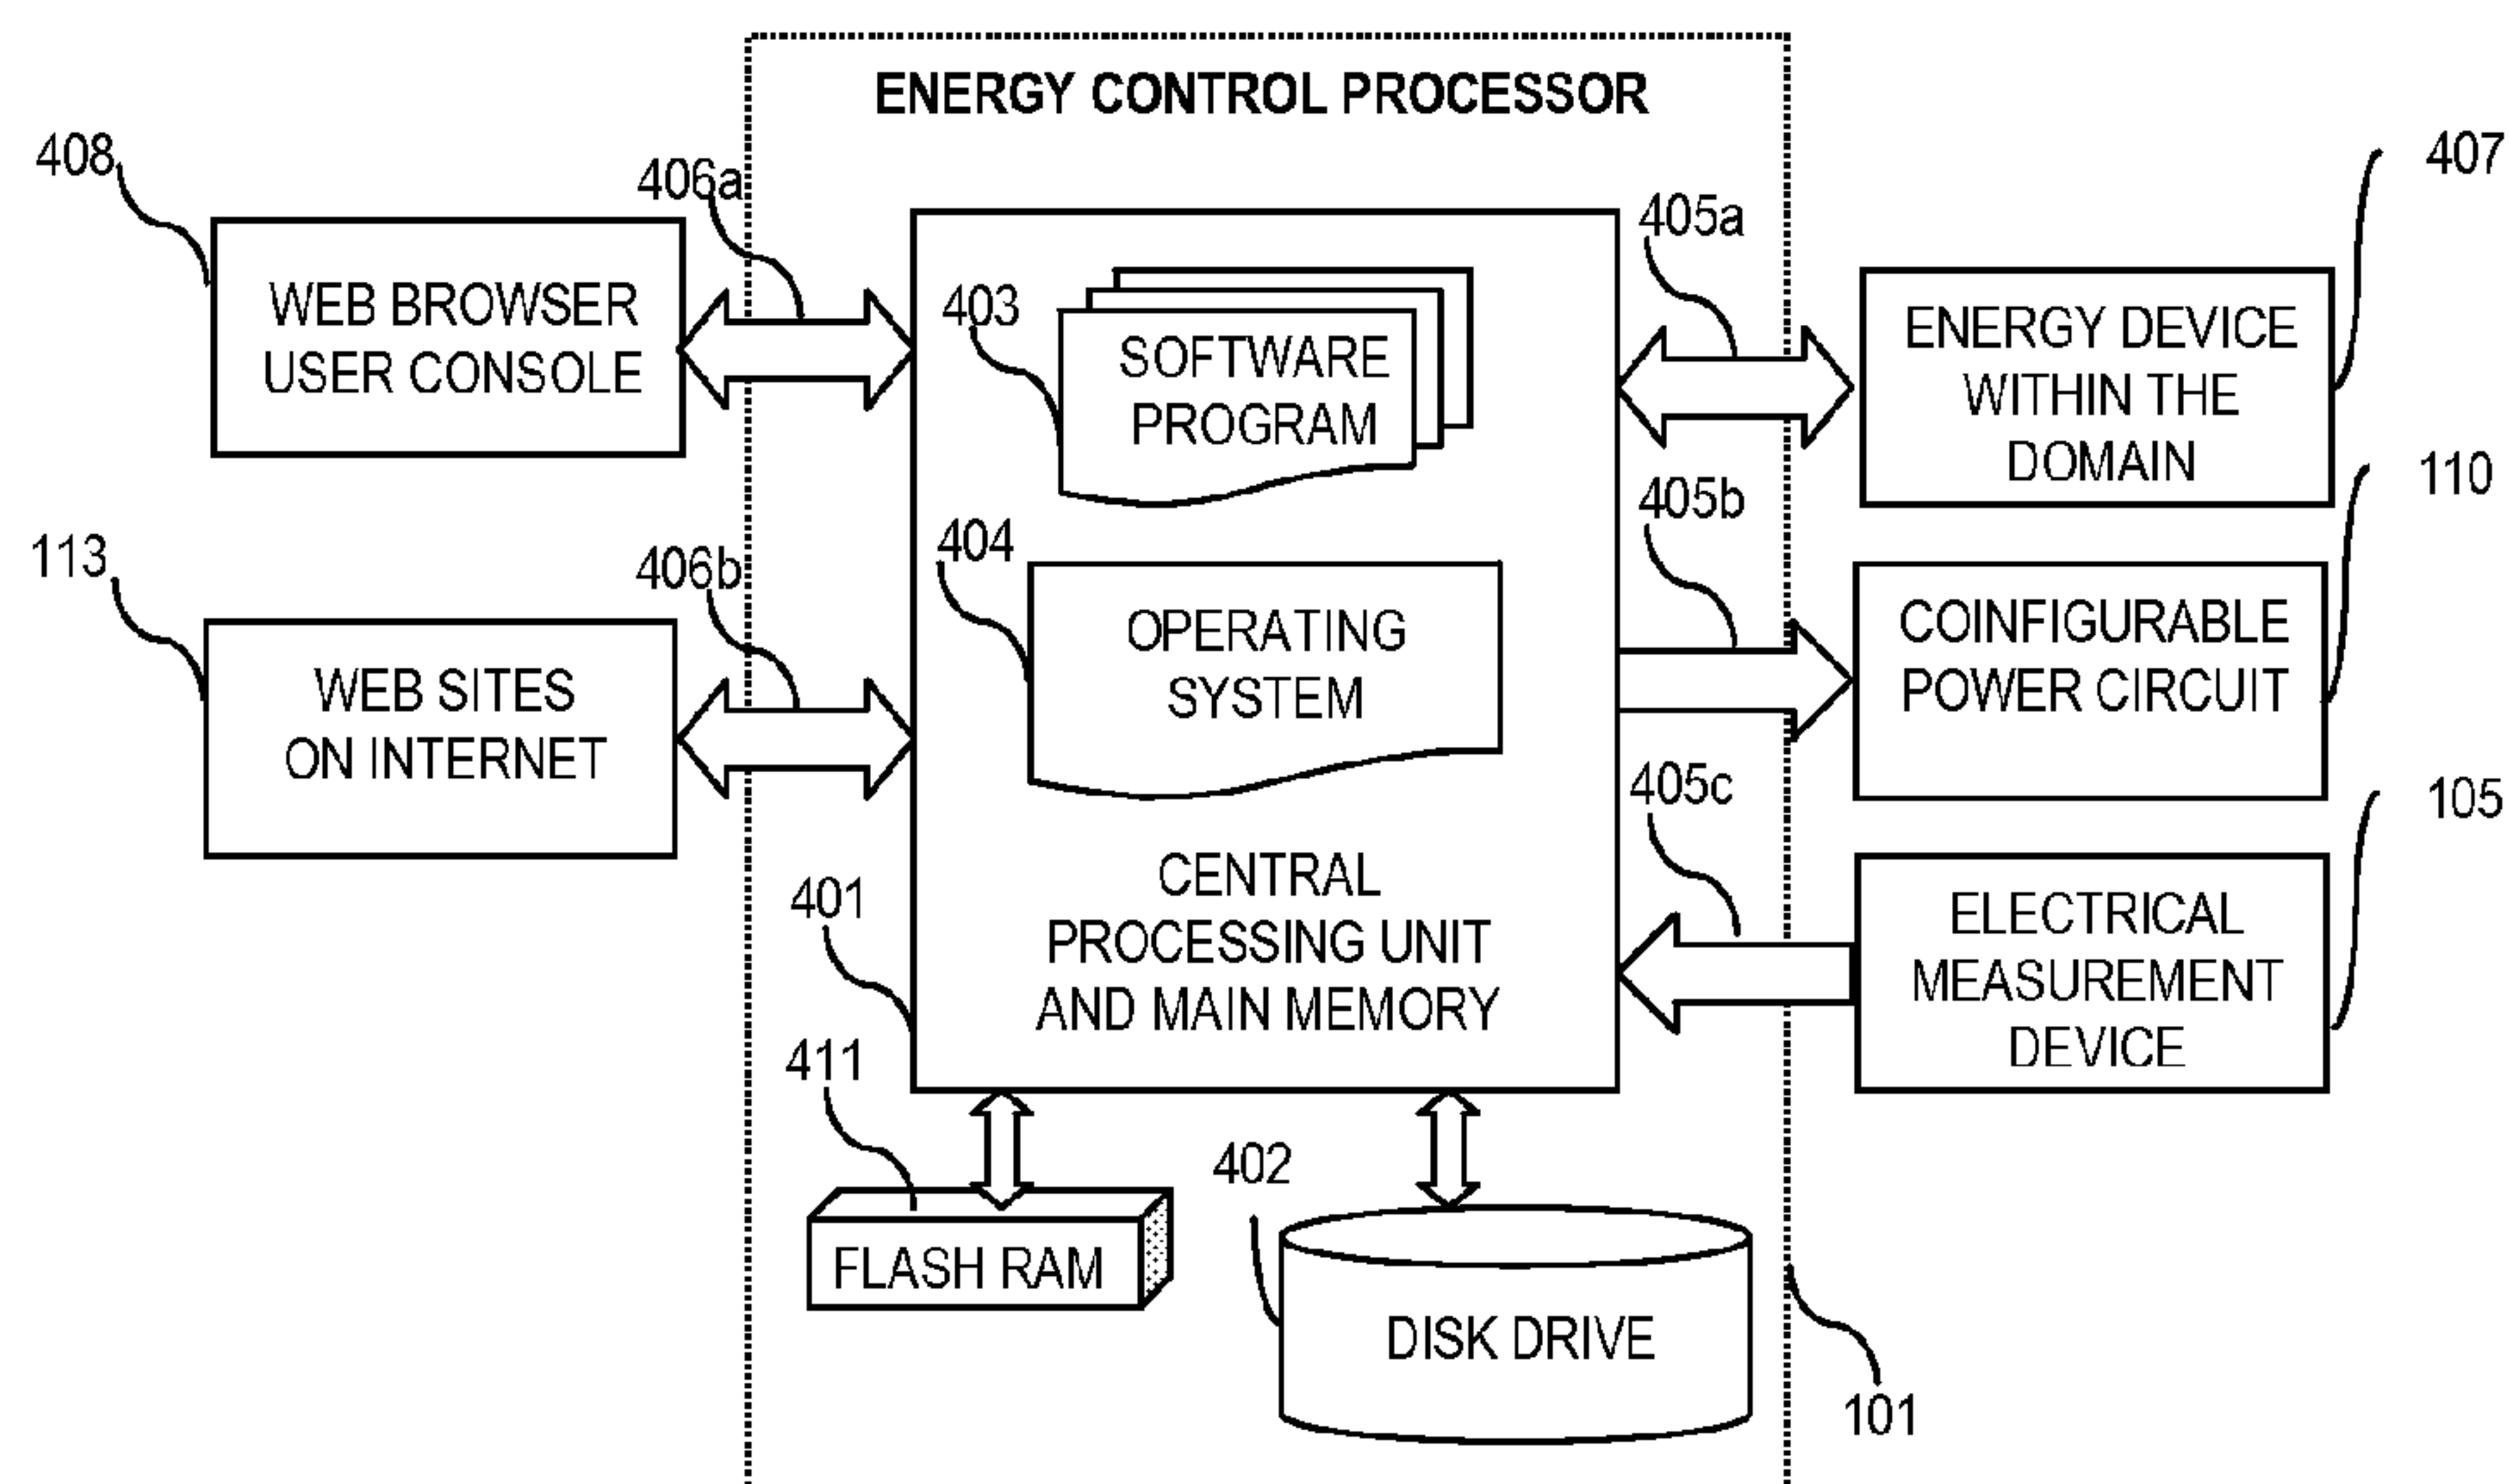 ENERGY CONTROL PROCESSOR
408
406a
WEB BROWSER
USER CONSOLE
113
406b
WEB SITES
ON INTERNET
403
SOFTWARE
PROGRAM
404
OPERATING
SYSTEM
401
CENTRAL
PROCESSING UNIT
AND MAIN MEMORY
411
FLASH RAM
402
DISK DRIVE
405a
407
ENERGY DEVICE
WITHIN THE
DOMAIN
405b
110
COINFIGURABLE
POWER CIRCUIT
405c
105
ELECTRICAL
MEASUREMENT
DEVICE
101